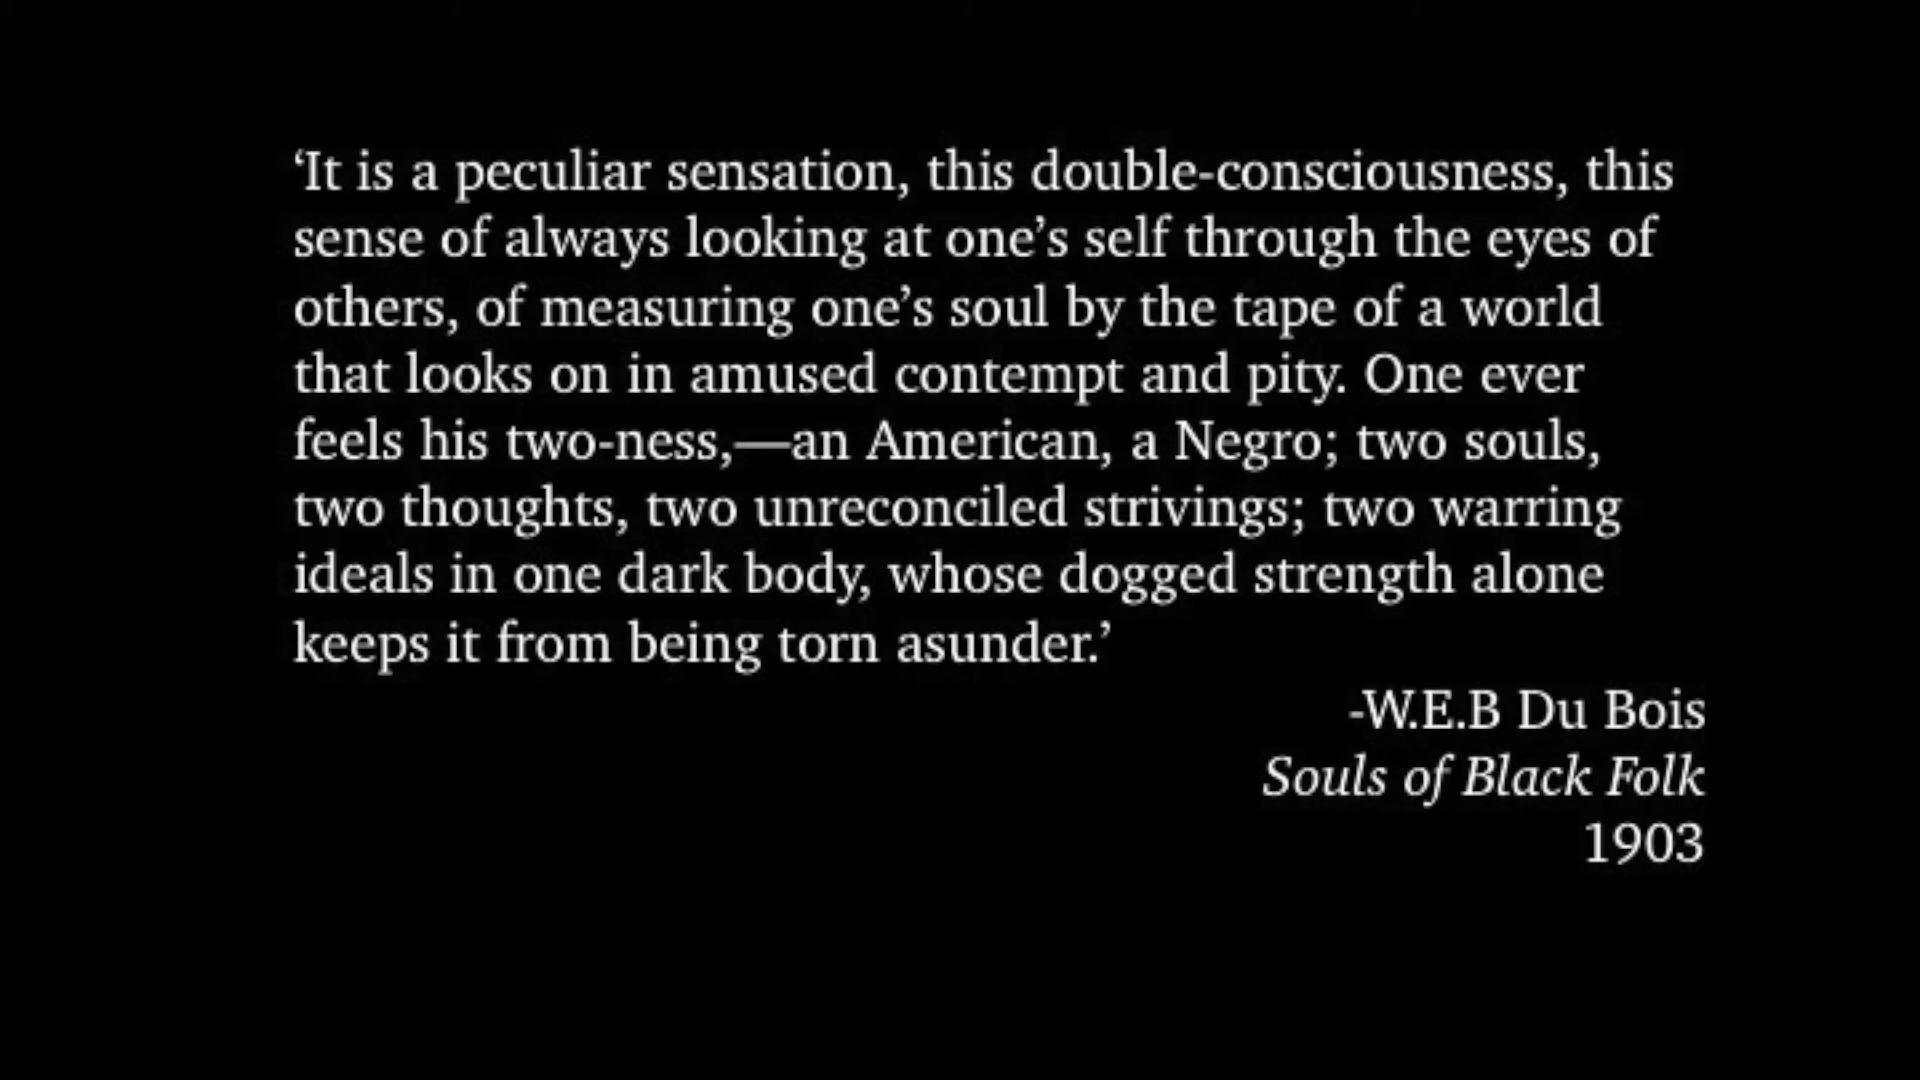 ‘It is a peculiar sensation, this double-consciousness, this
sense of always looking at one’s self through the eyes of
others, of measuring one’s soul by the tape of a world
that looks on in amused contempt and pity. One ever
feels his two-ness,—an American, a Negro; two souls,
two thoughts, two unreconciled strivings; two warring
ideals in one dark body, whose dogged strength alone
keeps it from being torn asunder.’
-W.E.B Du Bois
Souls of Black Folk
1903